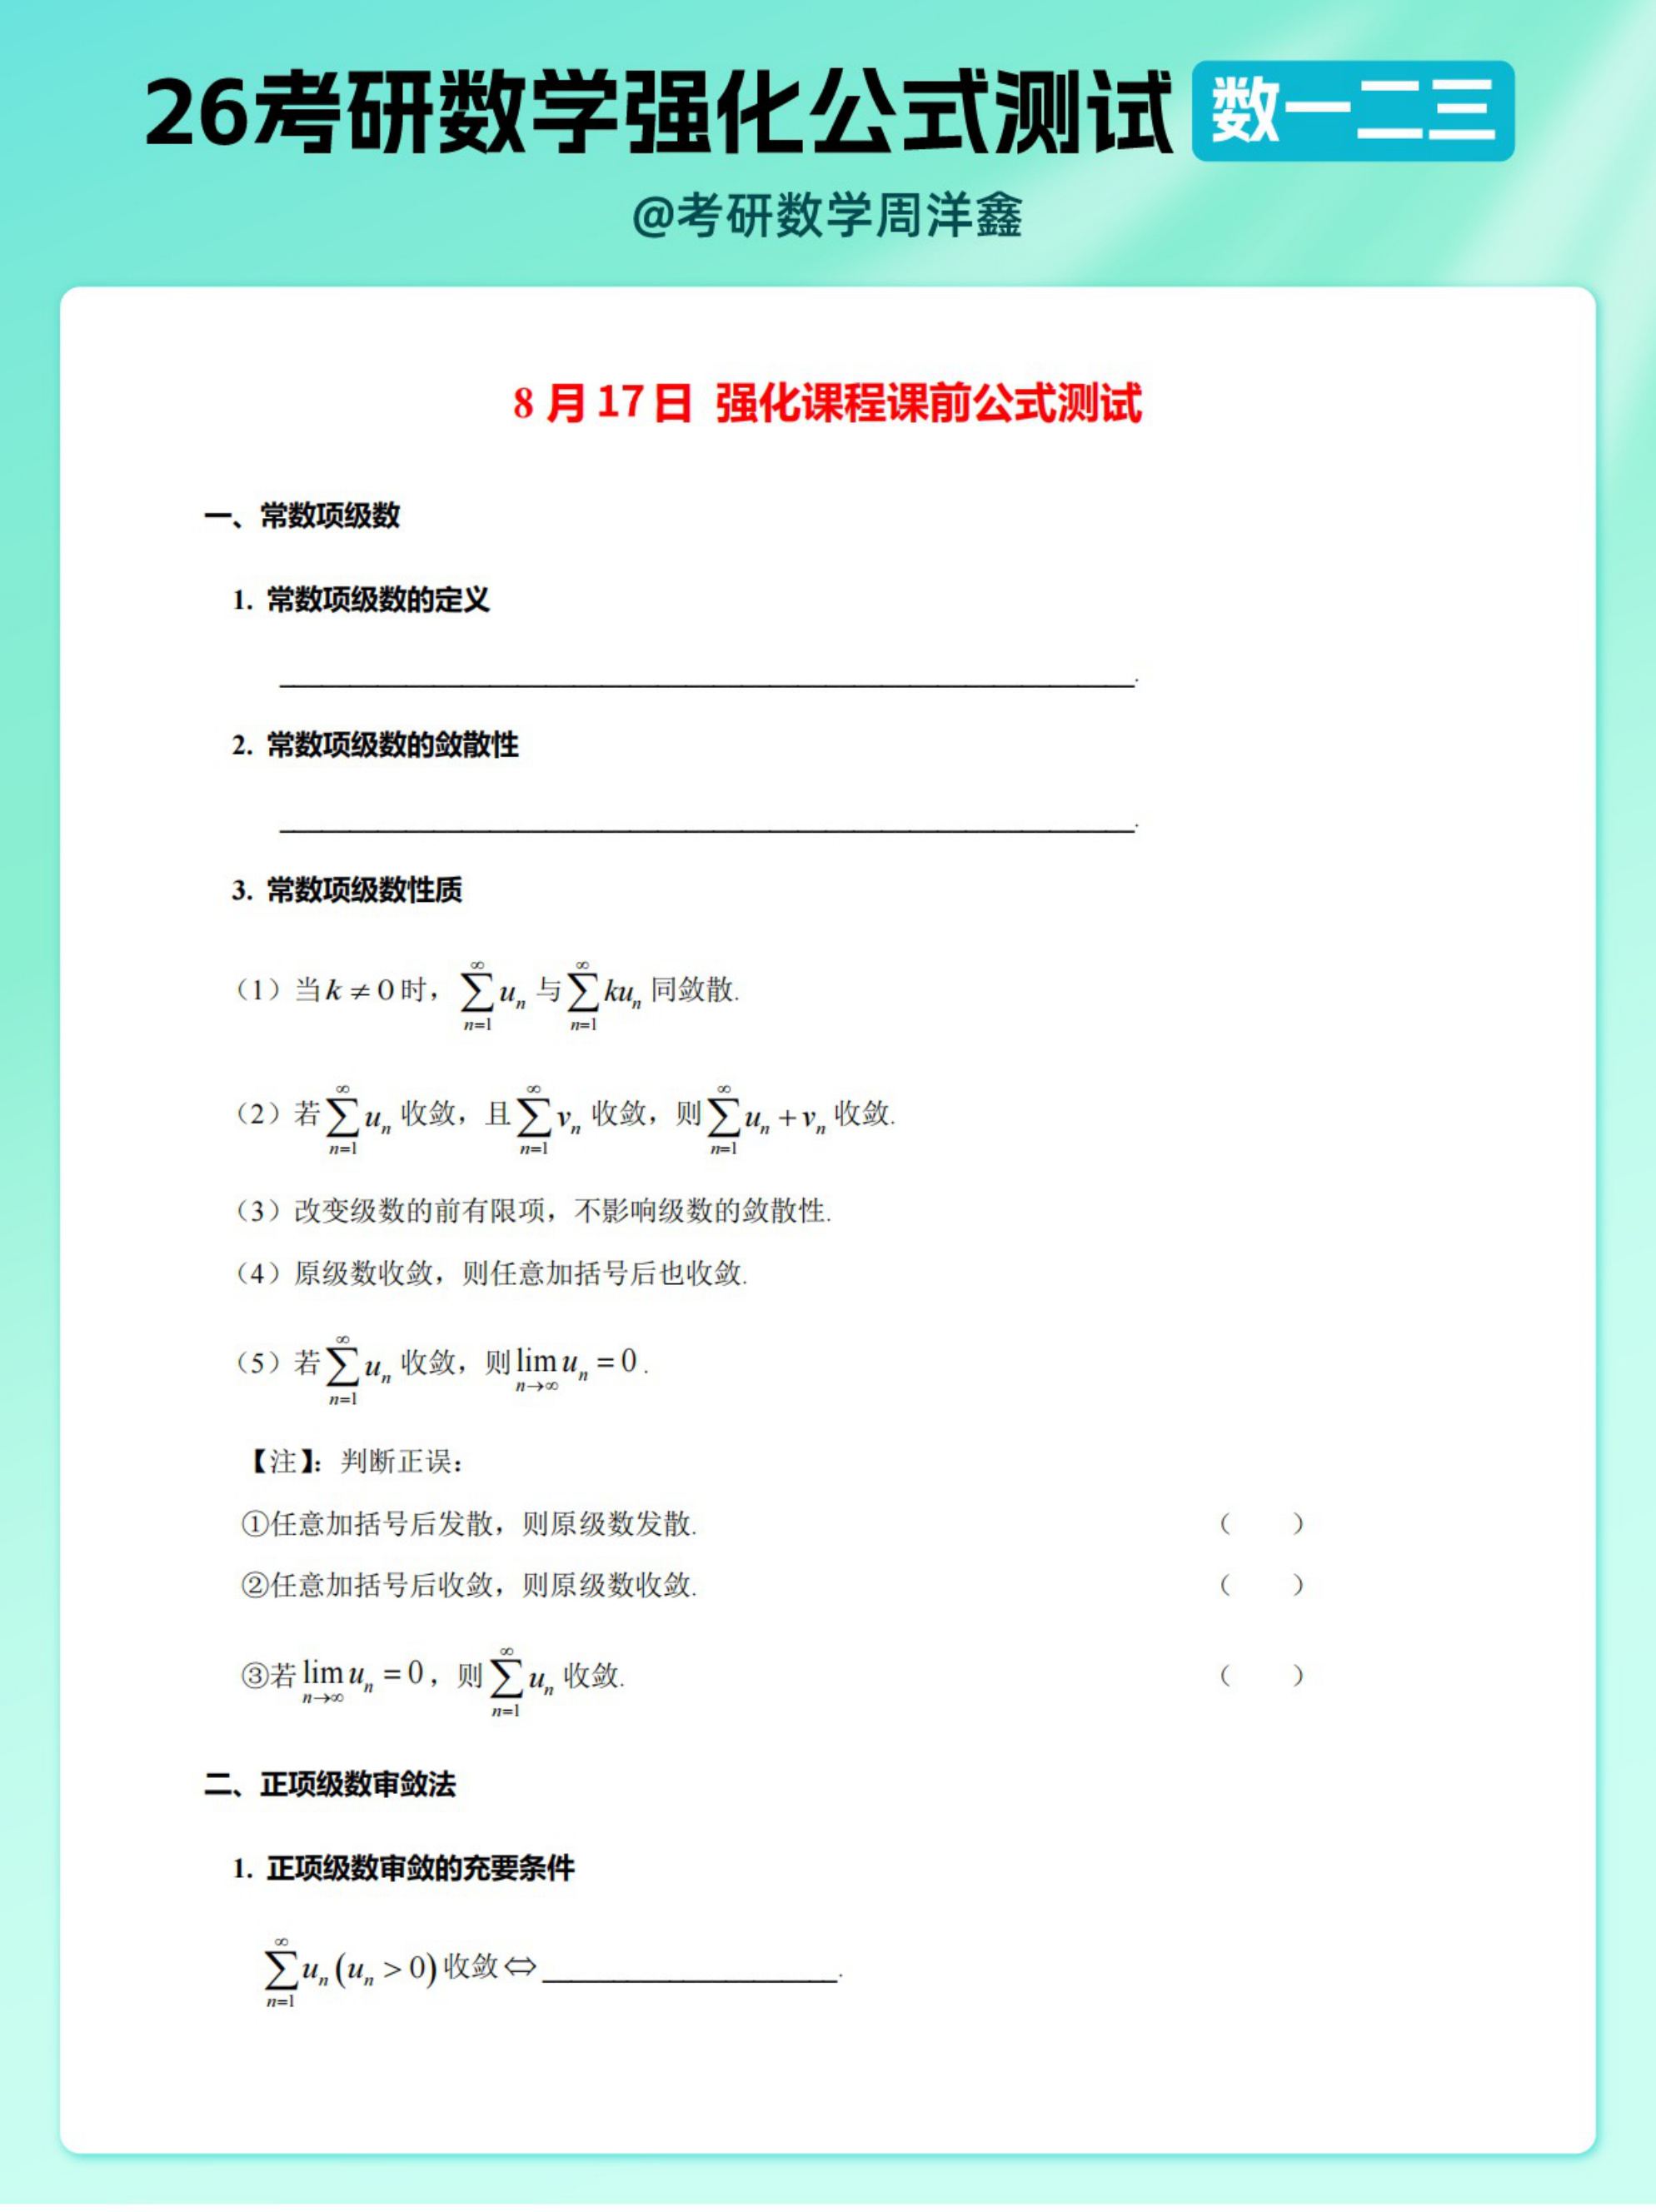 26考研数学强化公式测试 数一二三
@考研数学周洋鑫
8 月 17 日 强化课程课前公式测试
一、常数项级数
1. 常数项级数的定义
____________________.
2. 常数项级数的敛散性
____________________.
3. 常数项级数性质
（1）当 k ≠ 0 时，∑_{n=1}^{∞} u_n 与 ∑_{n=1}^{∞} ku_n 同敛散.
（2）若 ∑_{n=1}^{∞} u_n 收敛，且 ∑_{n=1}^{∞} v_n 收敛，则 ∑_{n=1}^{∞} u_n + v_n 收敛.
（3）改变级数的前有限项，不影响级数的敛散性.
（4）原级数收敛，则任意加括号后也收敛.
（5）若 ∑_{n=1}^{∞} u_n 收敛，则 lim_{n→∞} u_n = 0 .
【注】：判断正误：
①任意加括号后发散，则原级数发散. （ ）
②任意加括号后收敛，则原级数收敛. （ ）
③若 lim_{n→∞} u_n = 0，则 ∑_{n=1}^{∞} u_n 收敛. （ ）
二、正项级数审敛法
1. 正项级数审敛的充要条件
∑_{n=1}^{∞} u_n (u_n > 0) 收敛 ⇔ ____________________.